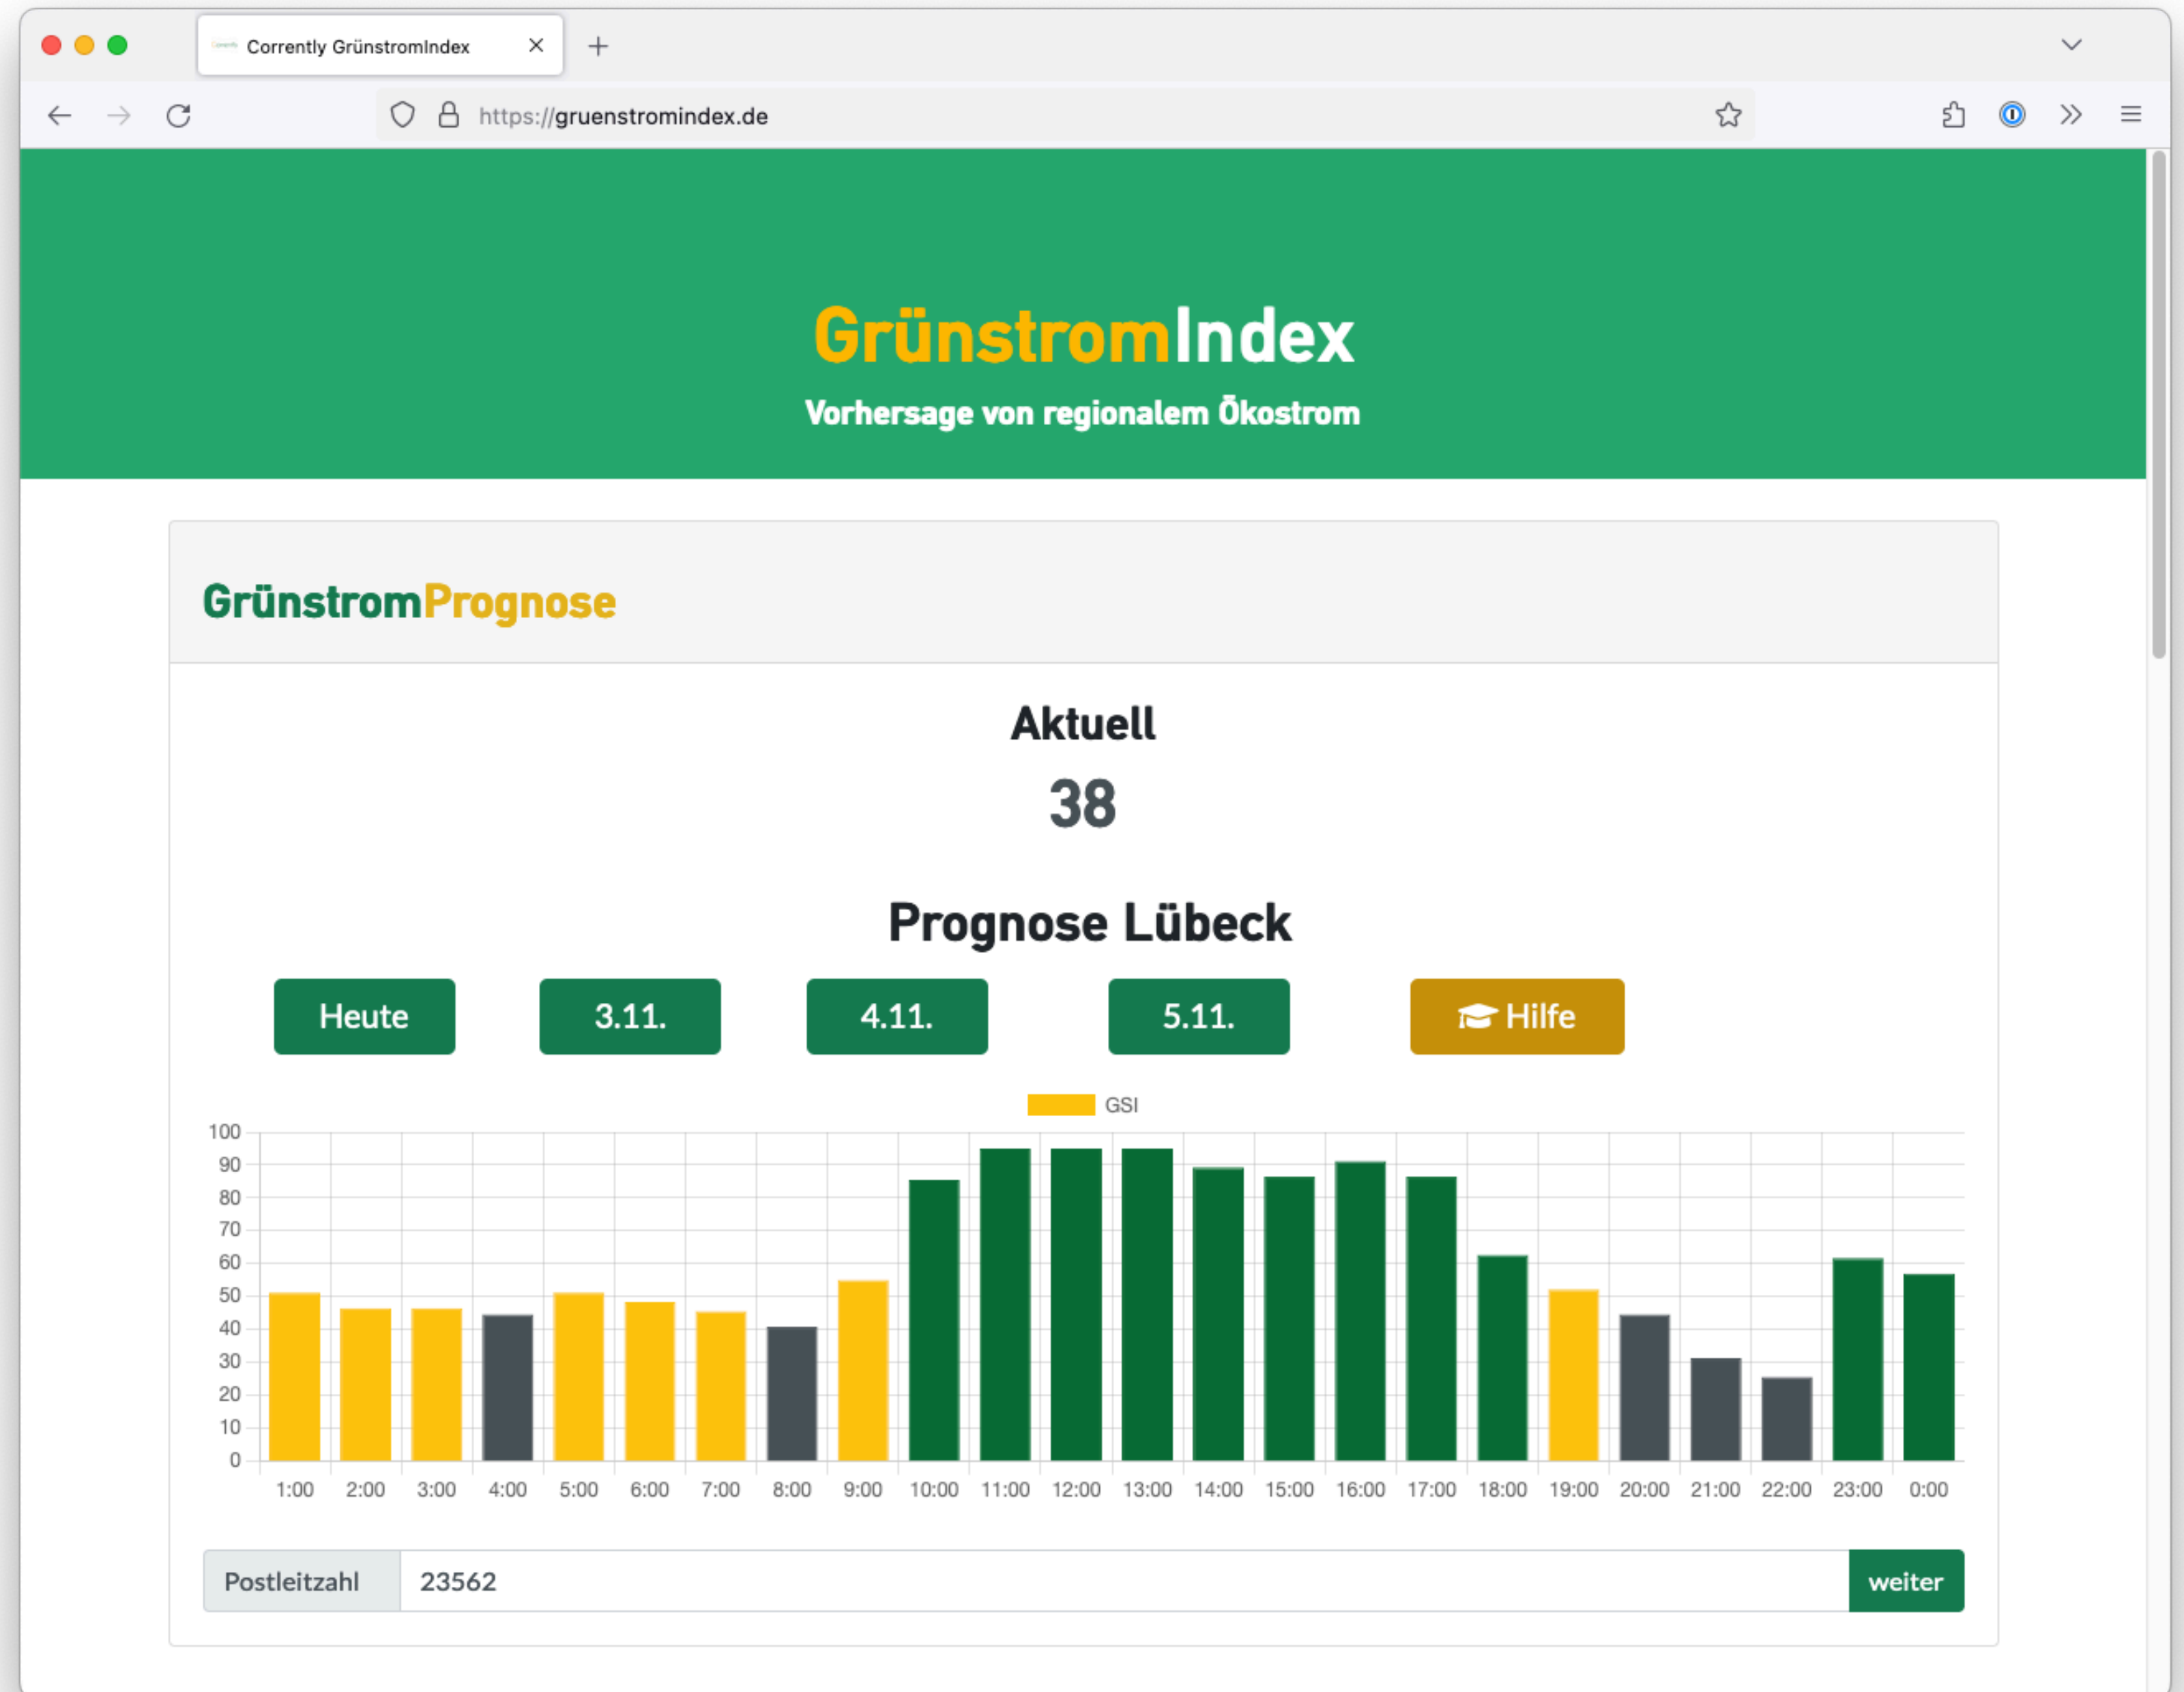 Corrently GrünstromIndex
https://gruenstromindex.de
GrünstromIndex
Vorhersage von regionalem Ökostrom
GrünstromPrognose
Aktuell
38
Prognose Lübeck
Heute 3.11. 4.11. 5.11. Hilfe
GSI
100
90
80
70
60
50
40
30
20
10
0
1:00 2:00 3:00 4:00 5:00 6:00 7:00 8:00 9:00 10:00 11:00 12:00 13:00 14:00 15:00 16:00 17:00 18:00 19:00 20:00 21:00 22:00 23:00 0:00
Postleitzahl 23562 weiter